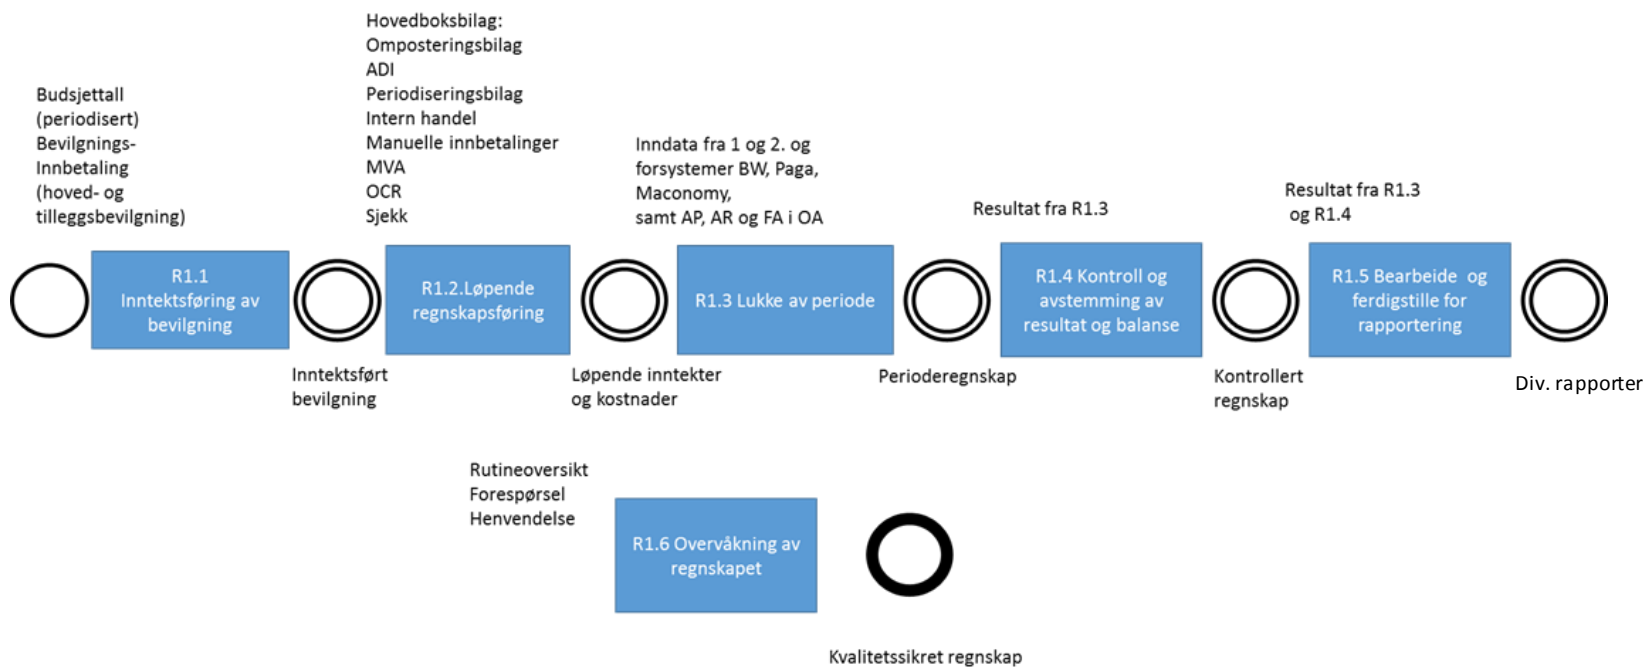 Budsjettall
(periodisert)
Bevilgnings-
Innbetaling
(hoved- og
tilleggsbevilgning)
Hovedboksbilag:
Omposteringsbilag
ADI
Periodiseringsbilag
Intern handel
Manuelle innbetalinger
MVA
OCR
Sjekk
Inndata fra 1 og 2. og
forsystemer BW, Paga,
Maconomy,
samt AP, AR og FA i OA
Resultat fra R1.3
Resultat fra R1.3
og R1.4
R1.1
Inntektsføring av
bevilgning
R1.2.Løpende
regnskapsføring
R1.3 Lukke av periode
R1.4 Kontroll og
avstemming av
resultat og balanse
R1.5 Bearbeide og
ferdigstille for
rapportering
Inntektsført
bevilgning
Løpende inntekter
og kostnader
Perioderegnskap
Kontrollert
regnskap
Div. rapporter
Rutineoversikt
Forespørsel
Henvendelse
R1.6 Overvåkning av
regnskapet
Kvalitetssikret regnskap